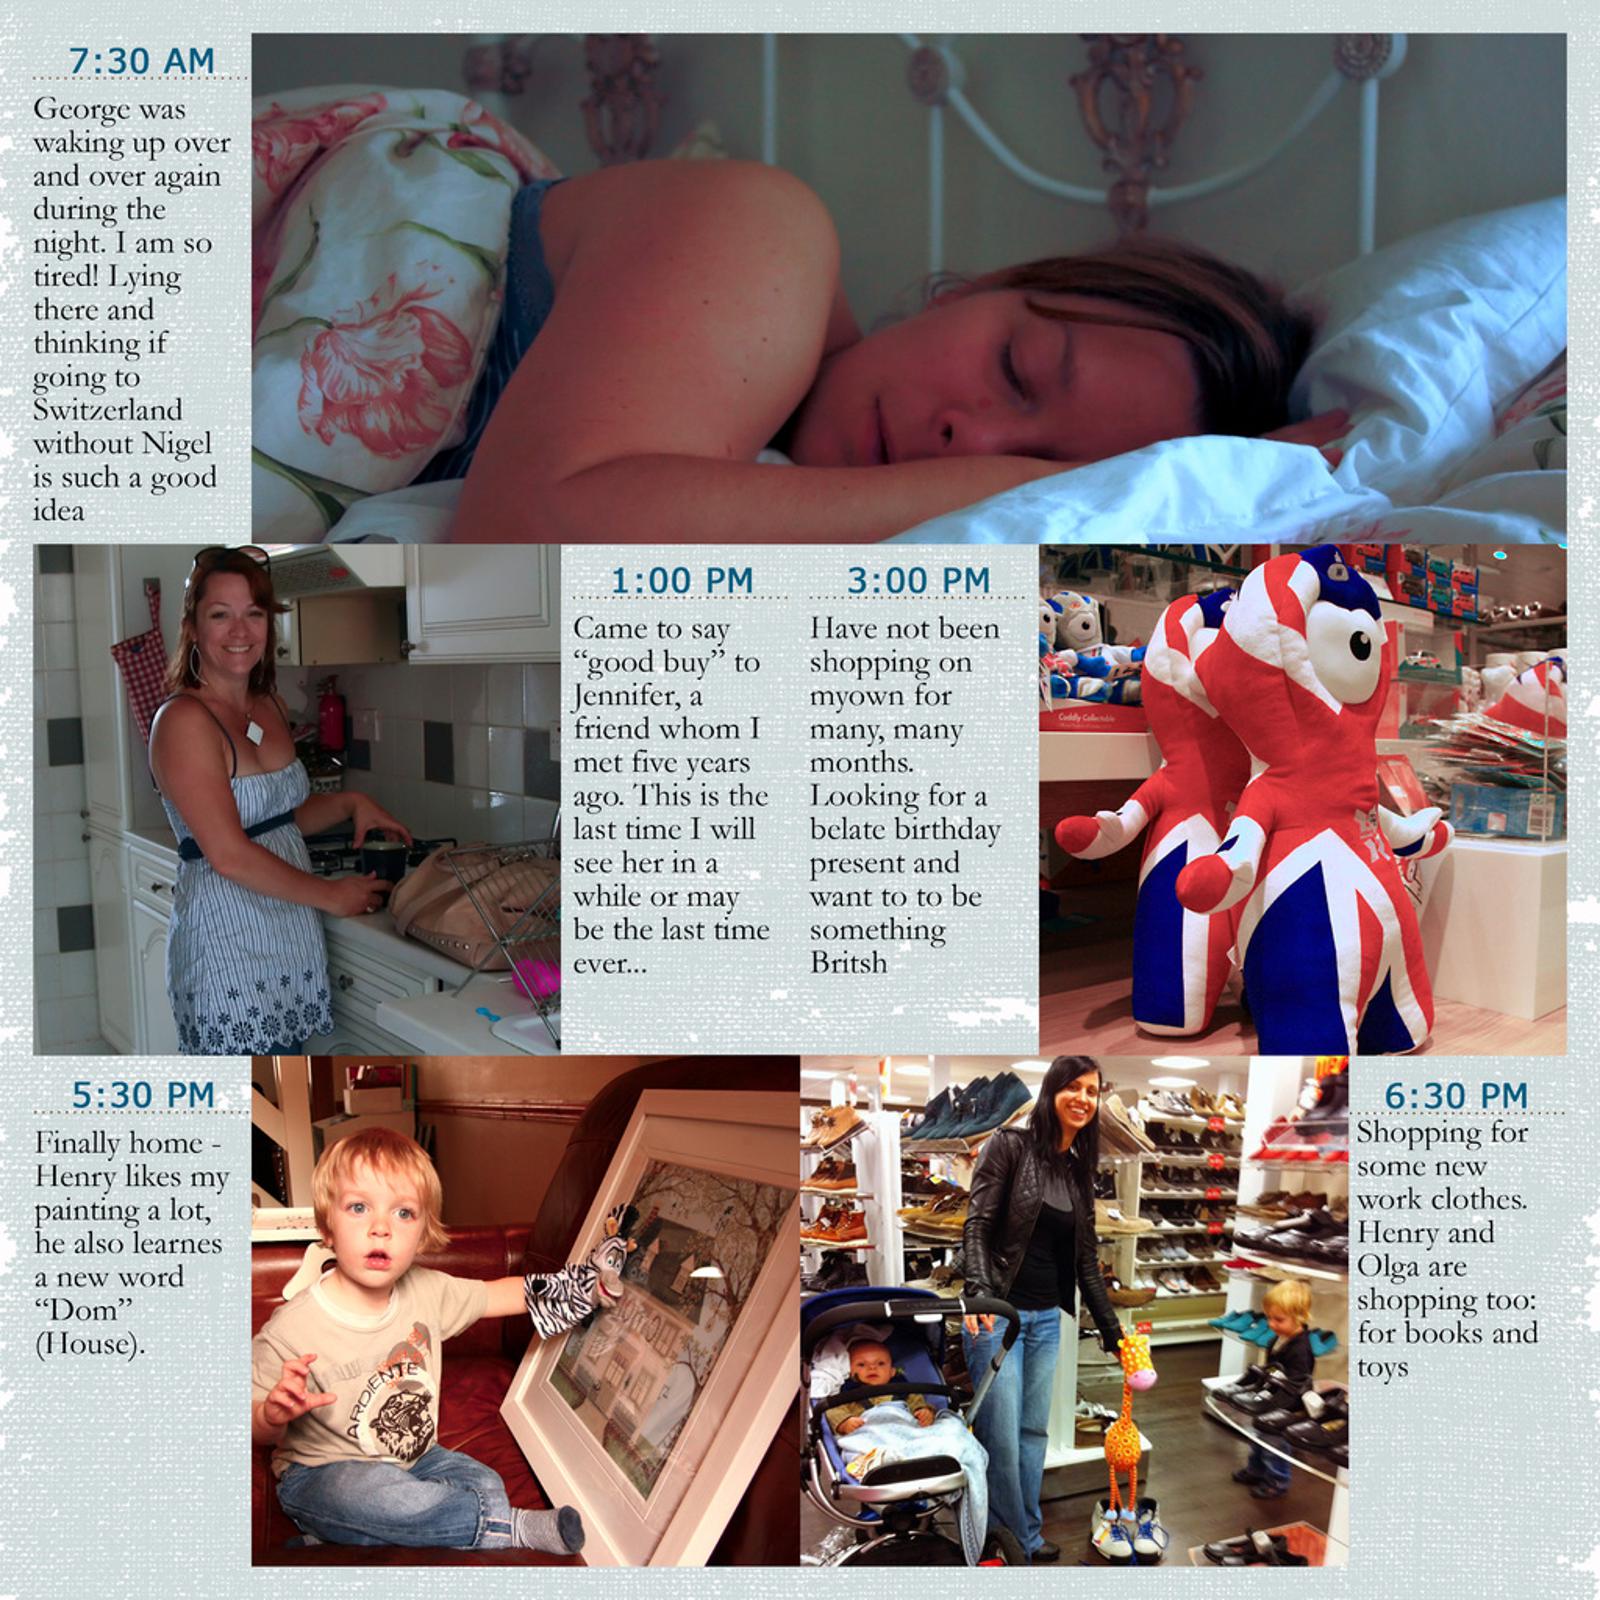 7:30 AM
George was
waking up over
and over again
during the
night. I am so
tired! Lying
there and
thinking if
going to
Switzerland
without Nigel
is such a good
idea
1:00 PM
Came to say
“good buy” to
Jennifer, a
friend whom I
met five years
ago. This is the
last time I will
see her in a
while or may
be the last time
ever...
3:00 PM
Have not been
shopping on
myown for
many, many
months.
Looking for a
belate birthday
present and
want to to be
something
Britsh
Cuddly Collectable
5:30 PM
Finally home -
Henry likes my
painting a lot,
he also learnes
a new word
“Dom”
(House).
ARDIENTE
6:30 PM
Shopping for
some new
work clothes.
Henry and
Olga are
shopping too:
for books and
toys